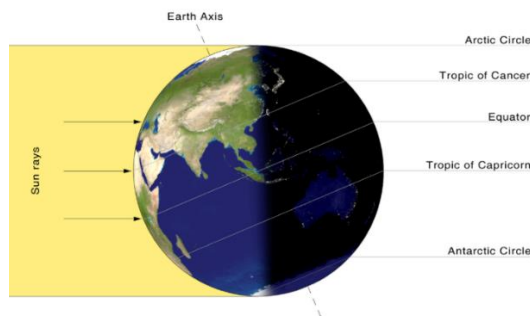 Earth Axis
Arctic Circle
Tropic of Cancer
Equator
Tropic of Capricorn
Antarctic Circle
Sun rays